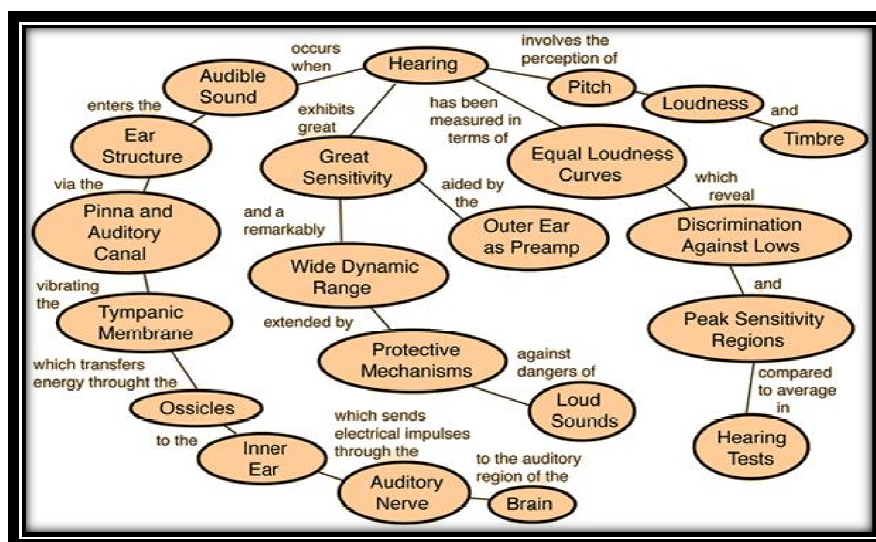 Hearing
occurs
when
Audible
Sound
enters the
Ear
Structure
via the
Pinna and
Auditory
Canal
vibrating
the
Tympanic
Membrane
which transfers
energy throught the
Ossicles
to the
Inner
Ear
which sends
electrical impulses
through the
Auditory
Nerve
to the auditory
region of the
Brain
exhibits
great
Great
Sensitivity
and a
remarkably
Wide Dynamic
Range
extended by
Protective
Mechanisms
against
dangers of
Loud
Sounds
aided by
the
Outer Ear
as Preamp
has been
measured in
terms of
Equal Loudness
Curves
which
reveal
Discrimination
Against Lows
and
Peak Sensitivity
Regions
compared
to average
in
Hearing
Tests
involves the
perception of
Pitch
Loudness
and
Timbre